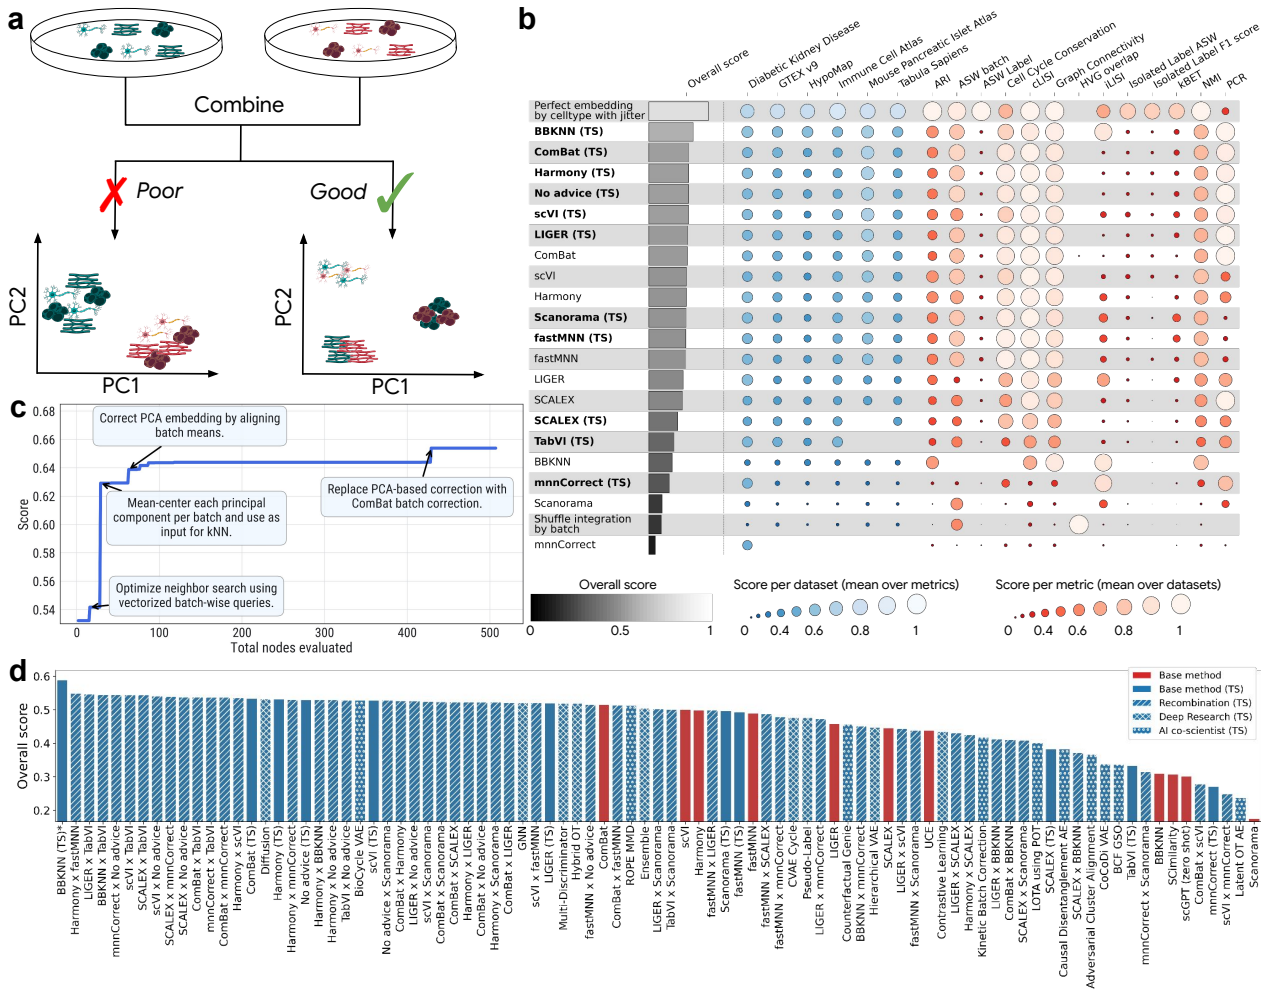 a
Combine
Poor
Good
PC2
PC1
PC2
PC1
b
Overall score
Diabetic Kidney Disease
GTEX v9
HypoMap
Immune Cell Atlas
Mouse Pancreatic Islet Atlas
Tabula Sapiens
ARI
ASW batch
ASW Label
Cell Cycle Conservation
cLISI
Graph Connectivity
HVG overlap
iLISI
Isolated Label ASW
Isolated Label F1 score
kBET
NMI
PCR
Perfect embedding
by celltype with jitter
BBKNN (TS)
ComBat (TS)
Harmony (TS)
No advice (TS)
scVI (TS)
LIGER (TS)
ComBat
scVI
Harmony
Scanorama (TS)
fastMNN (TS)
fastMNN
LIGER
SCALEX
SCALEX (TS)
TabVI (TS)
BBKNN
mnnCorrect (TS)
Scanorama
Shuffle integration
by batch
mnnCorrect
Overall score
0 0.5 1
Score per dataset (mean over metrics)
0 0.4 0.6 0.8 1
Score per metric (mean over datasets)
0 0.4 0.6 0.8 1
c
Score
0.68
0.66
0.64
0.62
0.60
0.58
0.56
0.54
0 100 200 300 400 500
Total nodes evaluated
Correct PCA embedding by aligning
batch means.
Mean-center each principal
component per batch and use as
input for kNN.
Optimize neighbor search using
vectorized batch-wise queries.
Replace PCA-based correction with
ComBat batch correction.
d
Overall score
0.6
0.5
0.4
0.3
0.2
Base method
Base method (TS)
Recombination (TS)
Deep Research (TS)
AI co-scientist (TS)
BBKNN (TS)*
Harmony x fastMNN
LIGER x TabVI
BBKNN x TabVI
mnnCorrect x No advice
scVI x TabVI
SCALEX x TabVI
scVI x No advice
SCALEX x mnnCorrect
SCALEX x No advice
ComBat x TabVI
mnnCorrect x TabVI
ComBat x mnnCorrect
Harmony x scVI
ComBat (TS)
Diffusion
Harmony (TS)
Harmony x mnnCorrect
No advice (TS)
Harmony x BBKNN
Harmony x No advice
TabVI x No advice
BioCycle VAE
scVI (TS)
No advice x Scanorama
ComBat x Harmony
LIGER x No advice
scVI x Scanorama
ComBat x Scanorama
ComBat x SCALEX
Harmony x LIGER
ComBat x No advice
Harmony x Scanorama
ComBat x LIGER
GNN
scVI x fastMNN
LIGER (TS)
Multi-Discriminator
Hybrid OT
fastMNN x No advice
ComBat
ComBat x fastMNN
ROPE MMD
Ensemble
LIGER x Scanorama
TabVI x Scanorama
scVI
Harmony
fastMNN x LIGER
Scanorama (TS)
fastMNN (TS)
fastMNN
fastMNN x SCALEX
fastMNN x mnnCorrect
CVAE Cycle
Pseudo-Label
LIGER x mnnCorrect
LIGER
Counterfactual Genie
BBKNN x mnnCorrect
Hierarchical VAE
SCALEX
LIGER x scVI
fastMNN x Scanorama
UCE
Contrastive Learning
LIGER x SCALEX
Harmony x SCALEX
Kinetic Batch Correction
LIGER x BBKNN
ComBat x BBKNN
SCALEX x Scanorama
LOTA using POT
SCALEX (TS)
Causal Disentanglement AE
SCALEX x BBKNN
Adversarial Cluster Alignment
CoCoDi VAE
BCF GSO
TabVI (TS)
mnnCorrect x Scanorama
BBKNN
SCimilarity
scGPT (zero shot)
ComBat x scVI
mnnCorrect (TS)
scVI x mnnCorrect
Latent OT AE
Scanorama